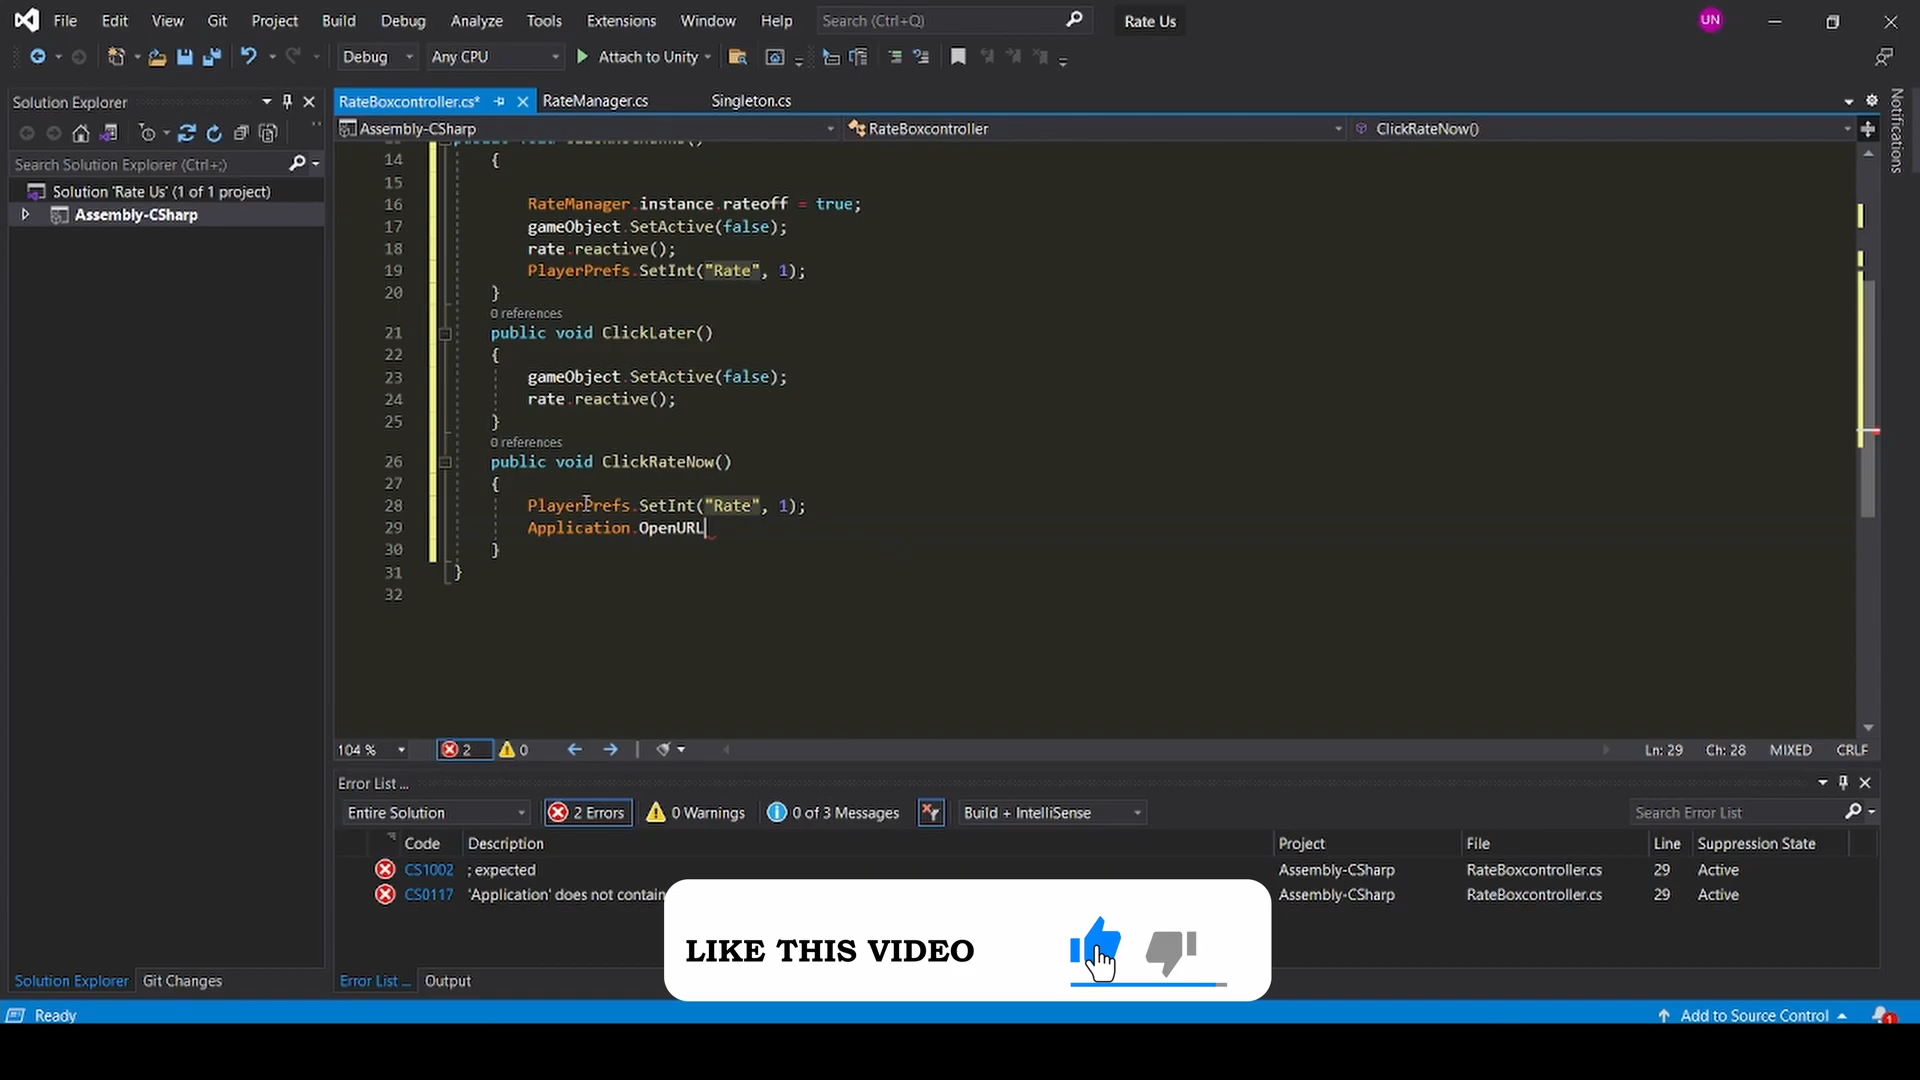 File Edit View Git Project Build Debug Analyze Tools Extensions Window Help Search (Ctrl+Q) Rate Us UN
Debug Any CPU Attach to Unity
Solution Explorer
Search Solution Explorer (Ctrl+;)
Solution 'Rate Us' (1 of 1 project)
Assembly-CSharp
RateBoxcontroller.cs* RateManager.cs Singleton.cs
Assembly-CSharp RateBoxcontroller ClickRateNow()
14 {
15
16 RateManager.instance.rateoff = true;
17 gameObject.SetActive(false);
18 rate.reactive();
19 PlayerPrefs.SetInt("Rate", 1);
20 }
0 references
21 public void ClickLater()
22 {
23 gameObject.SetActive(false);
24 rate.reactive();
25 }
0 references
26 public void ClickRateNow()
27 {
28 PlayerPrefs.SetInt("Rate", 1);
29 Application.OpenURL
30 }
31 }
32
104 % 2 0 Ln: 29 Ch: 28 MIXED CRLF
Error List ...
Entire Solution 2 Errors 0 Warnings 0 of 3 Messages Build + IntelliSense Search Error List
Code Description Project File Line Suppression State
CS1002 ; expected Assembly-CSharp RateBoxcontroller.cs 29 Active
CS0117 'Application' does not contain Assembly-CSharp RateBoxcontroller.cs 29 Active
LIKE THIS VIDEO
Solution Explorer Git Changes Error List ... Output
Ready Add to Source Control 1
Notifications